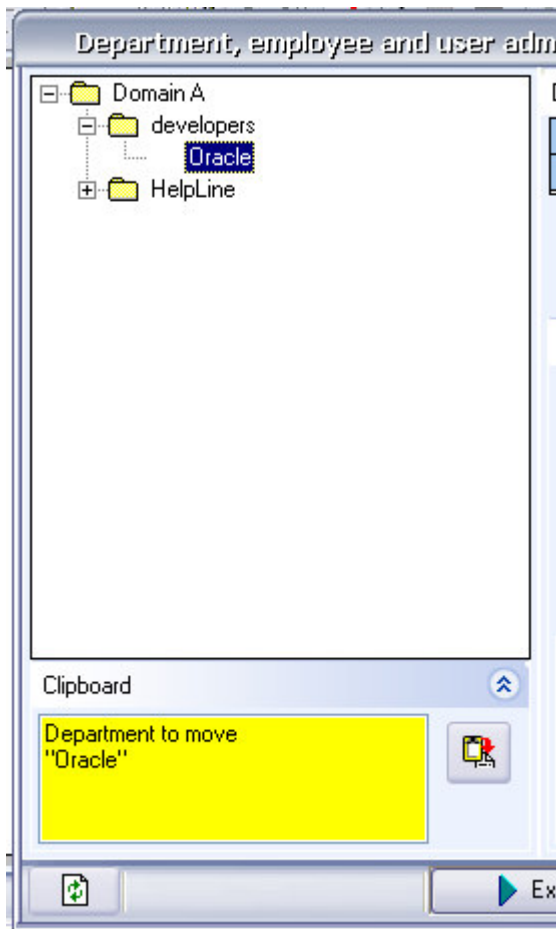 Department, employee and user adm
Domain A
developers
Oracle
HelpLine
Clipboard
Department to move
"Oracle"
Ex